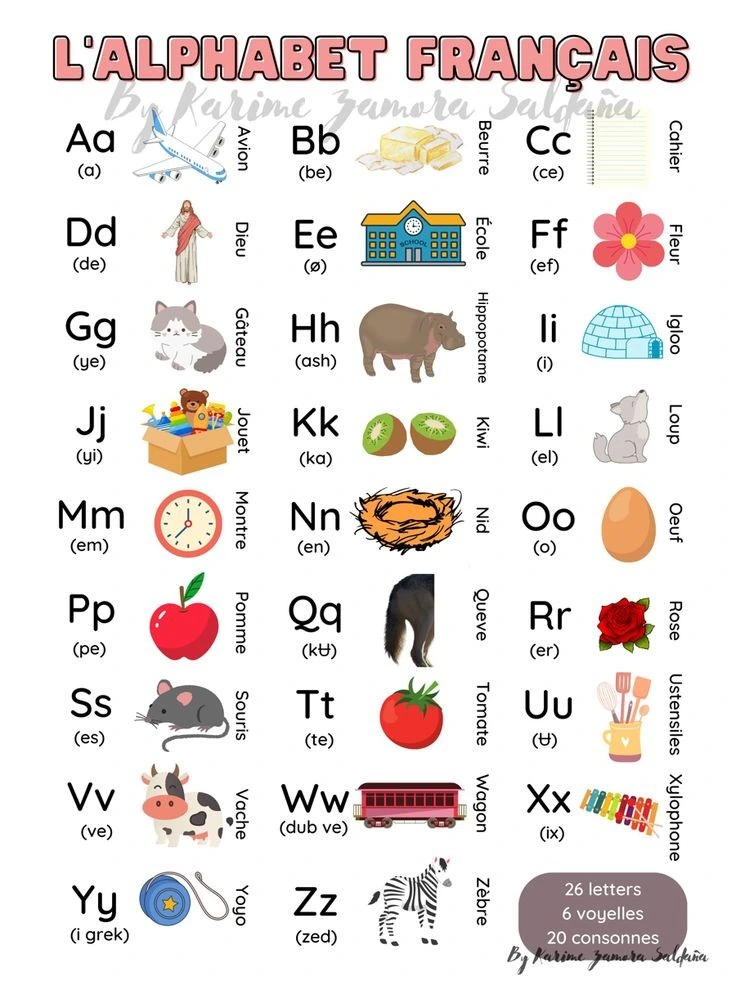 L'ALPHABET FRANÇAIS
By Karime Zamora Saldaña
Aa
(a)
Avion
Bb
(be)
Beurre
Cc
(ce)
Cahier
Dd
(de)
Dieu
Ee
(ø)
École
SCHOOL
Ff
(ef)
Fleur
Gg
(ye)
Gâteau
Hh
(ash)
Hippopotame
Ii
(i)
Igloo
Jj
(yi)
Jouet
Kk
(ka)
Kiwi
Ll
(el)
Loup
Mm
(em)
Montre
Nn
(en)
Nid
Oo
(o)
Oeuf
Pp
(pe)
Pomme
Qq
(kʉ)
Queve
Rr
(er)
Rose
Ss
(es)
Souris
Tt
(te)
Tomate
Uu
(ʉ)
Ustensiles
Vv
(ve)
Vache
Ww
(dub ve)
Wagon
Xx
(ix)
Xylophone
Yy
(i grek)
Yoyo
Zz
(zed)
Zèbre
26 letters
6 voyelles
20 consonnes
By Karime Zamora Saldaña